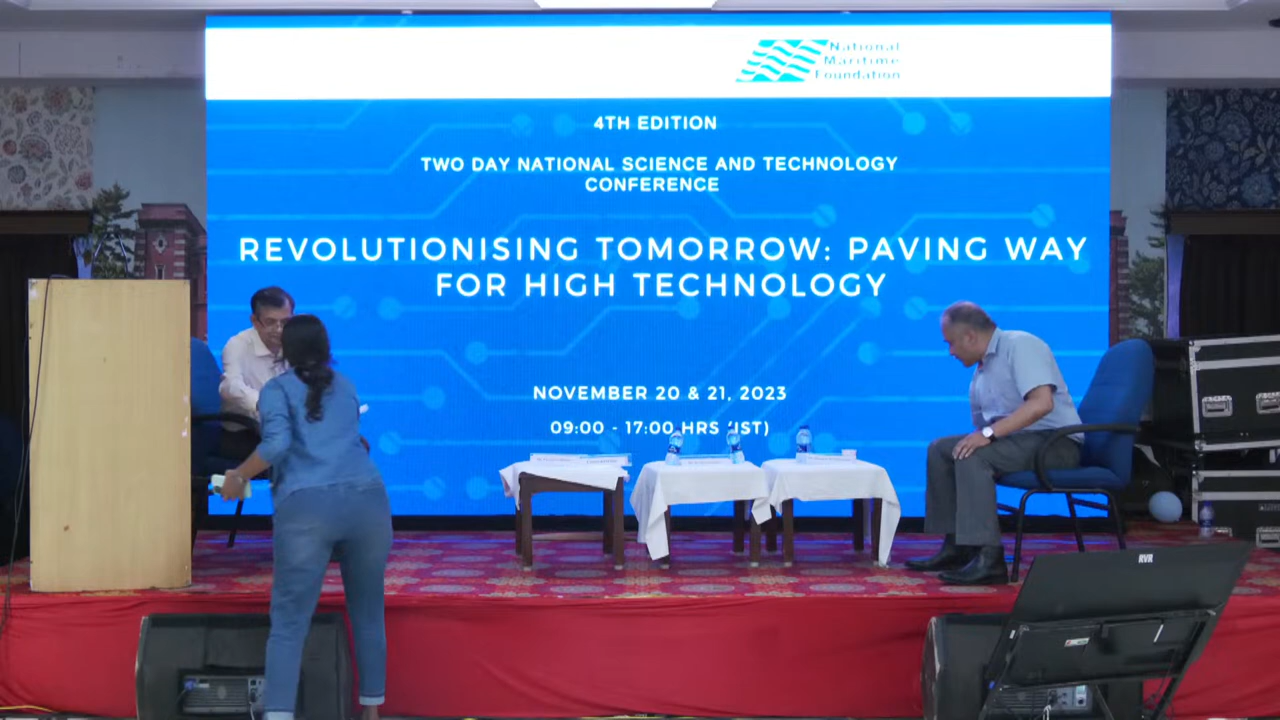 National
Maritime
Foundation
4TH EDITION
TWO DAY NATIONAL SCIENCE AND TECHNOLOGY
CONFERENCE
REVOLUTIONISING TOMORROW: PAVING WAY
FOR HIGH TECHNOLOGY
NOVEMBER 20 & 21, 2023
09:00 - 17:00 HRS (IST)
RVR